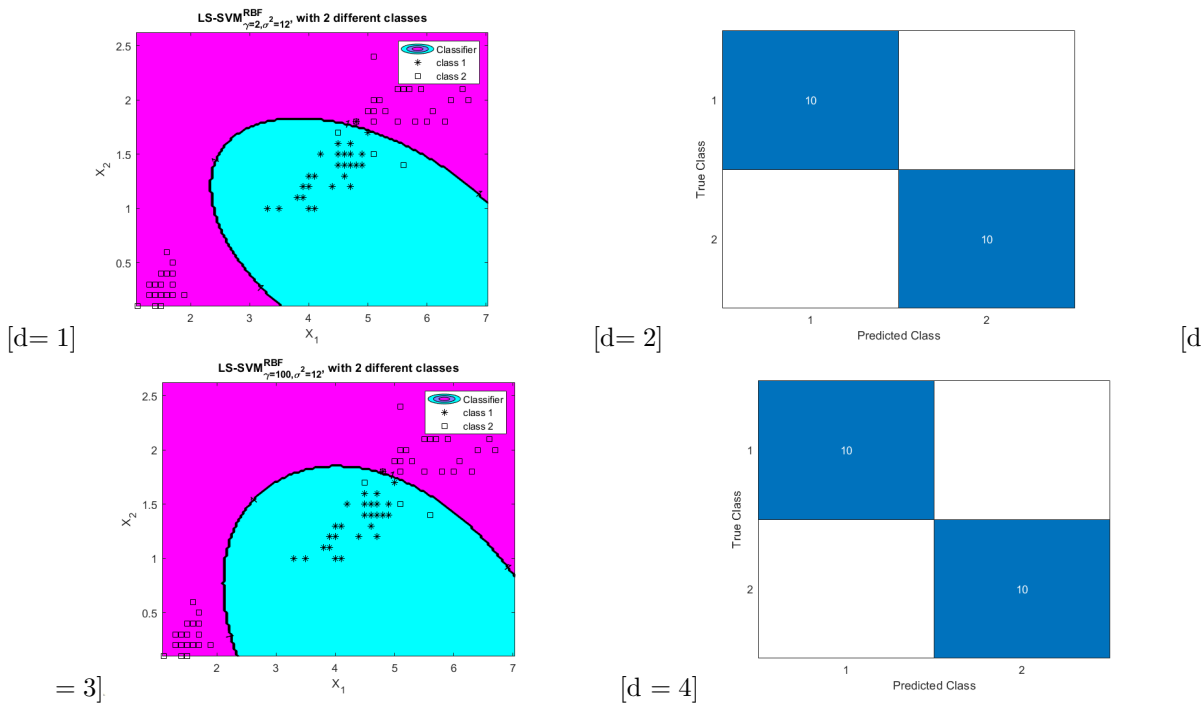 LS-SVM^RBF_γ=2,σ²=12, with 2 different classes
Classifier
class 1
class 2
2.5
2
1.5
1
0.5
X₂
2 3 4 5 6 7
X₁
[d= 1]
True Class
1
2
10
10
1 2
Predicted Class
[d= 2]
[d
LS-SVM^RBF_γ=100,σ²=12, with 2 different classes
Classifier
class 1
class 2
2.5
2
1.5
1
0.5
X₂
2 3 4 5 6 7
X₁
= 3]
True Class
1
2
10
10
1 2
Predicted Class
[d = 4]